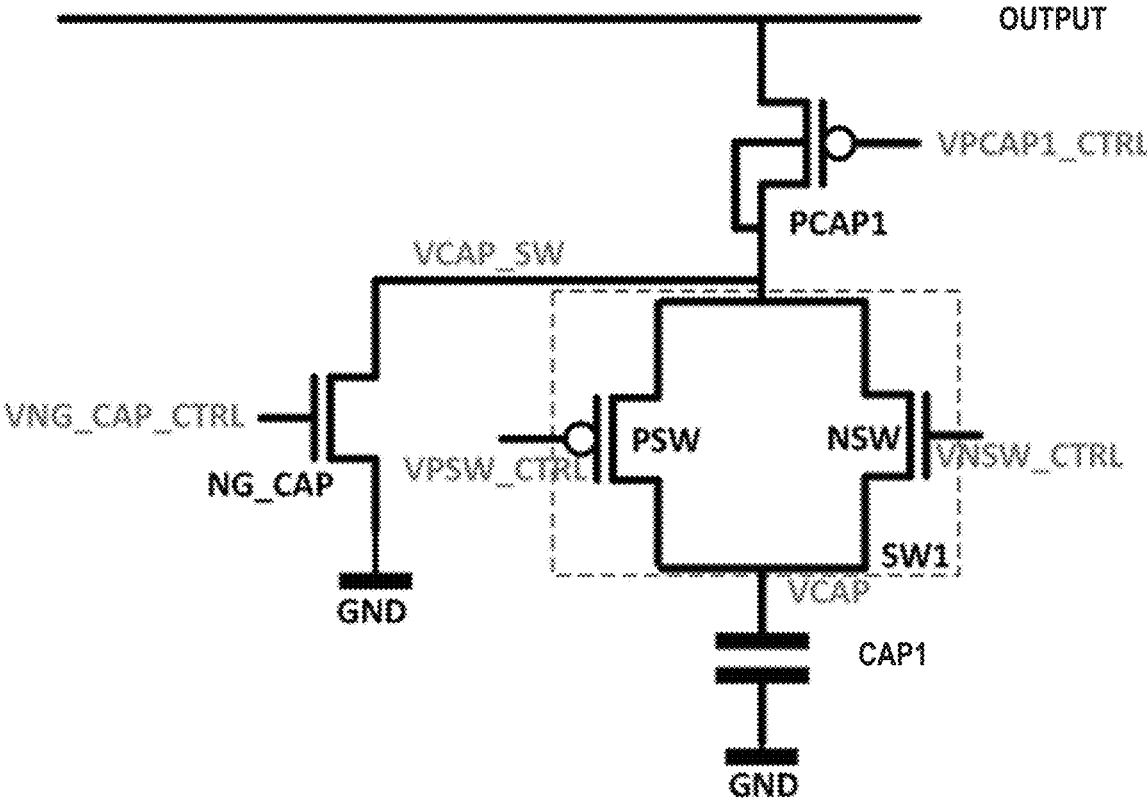 OUTPUT
VPCAP1_CTRL
PCAP1
VCAP_SW
VNG_CAP_CTRL
PSW
NSW
VPSW_CTRL
VNSW_CTRL
NG_CAP
SW1
VCAP
GND
CAP1
GND